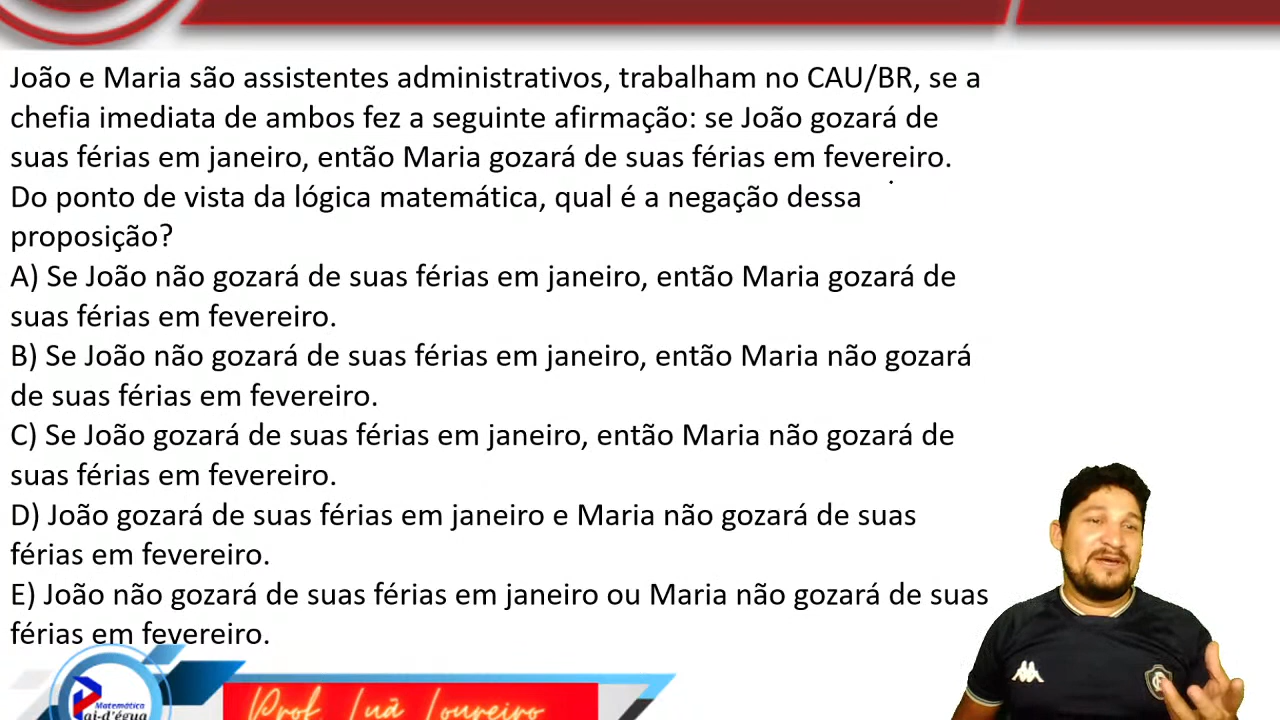 João e Maria são assistentes administrativos, trabalham no CAU/BR, se a
chefia imediata de ambos fez a seguinte afirmação: se João gozará de
suas férias em janeiro, então Maria gozará de suas férias em fevereiro.
Do ponto de vista da lógica matemática, qual é a negação dessa
proposição?
A) Se João não gozará de suas férias em janeiro, então Maria gozará de
suas férias em fevereiro.
B) Se João não gozará de suas férias em janeiro, então Maria não gozará
de suas férias em fevereiro.
C) Se João gozará de suas férias em janeiro, então Maria não gozará de
suas férias em fevereiro.
D) João gozará de suas férias em janeiro e Maria não gozará de suas
férias em fevereiro.
E) João não gozará de suas férias em janeiro ou Maria não gozará de suas
férias em fevereiro.
Matemática
Pai-d'égua
Prof. Luã Loureiro